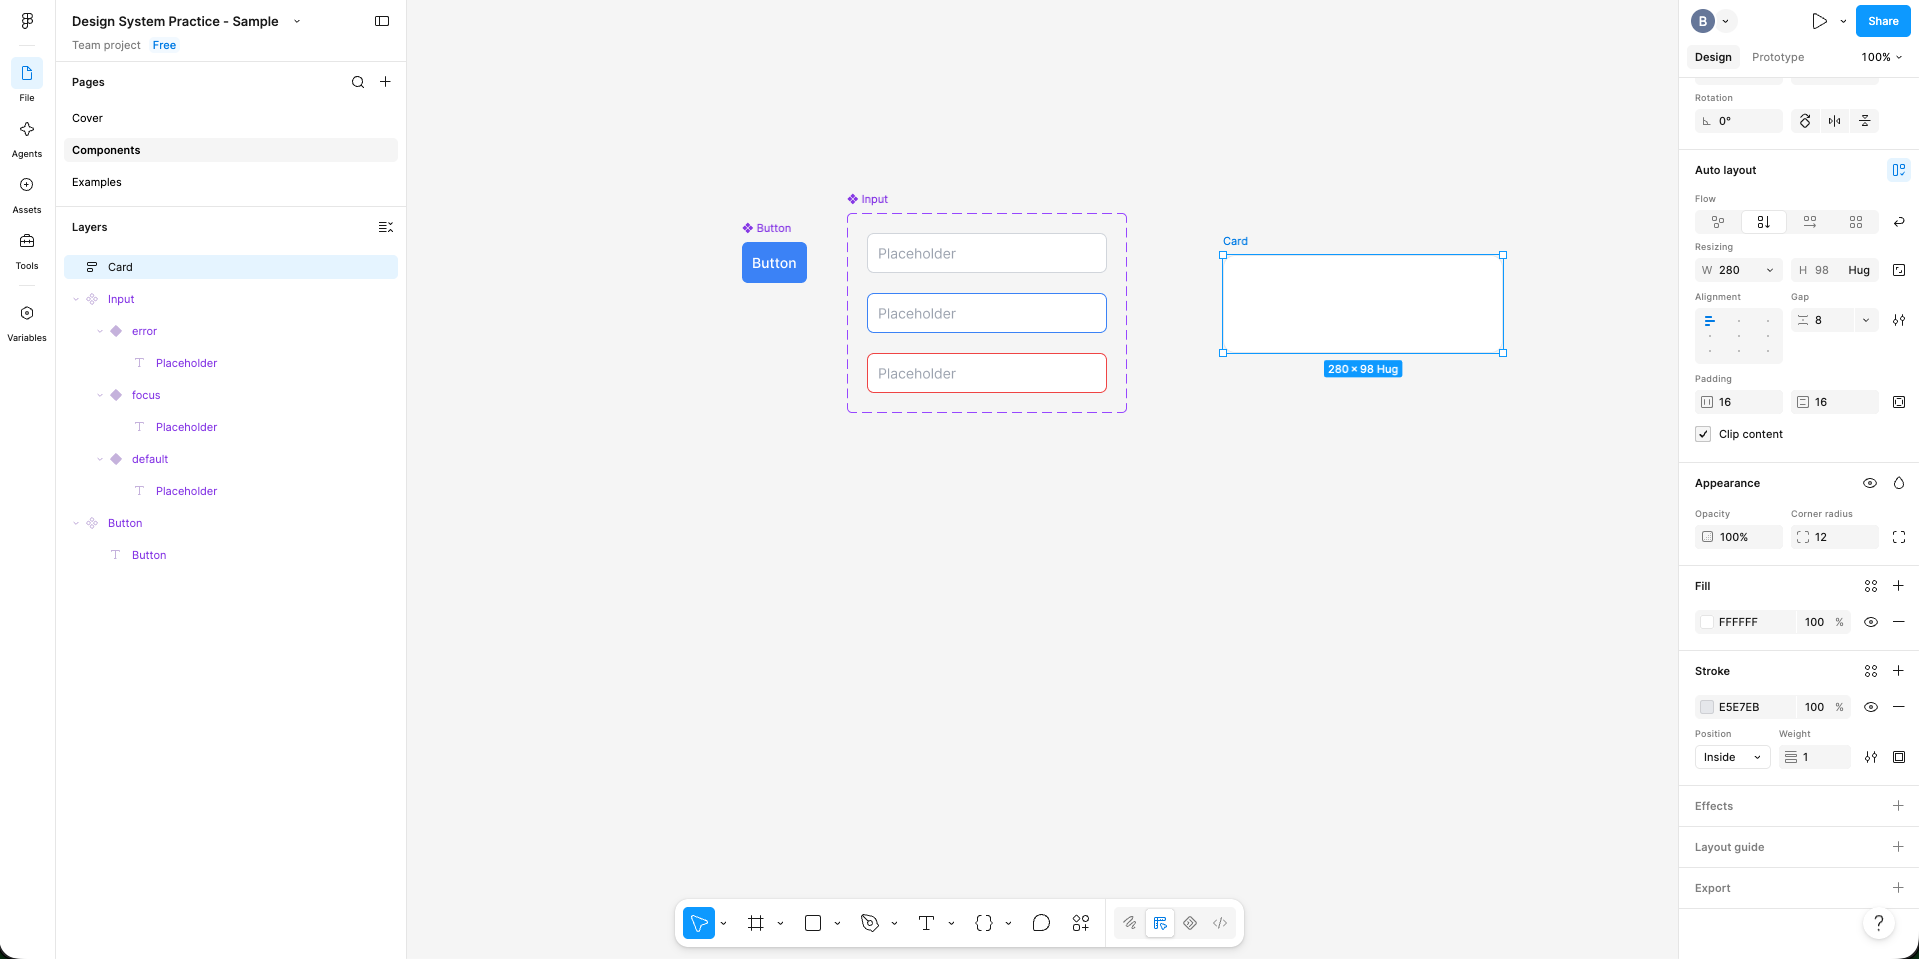 Design System Practice - Sample
Team project Free
File
Agents
Assets
Tools
Variables
Pages
Cover
Components
Examples
Layers
Card
Input
error
Placeholder
focus
Placeholder
default
Placeholder
Button
Button
Button
Button
Input
Placeholder
Placeholder
Placeholder
Card
280 × 98 Hug
B
Share
Design Prototype 100%
Rotation
0°
Auto layout
Flow
Resizing
W 280 H 98 Hug
Alignment Gap
8
Padding
16 16
Clip content
Appearance
Opacity Corner radius
100% 12
Fill
FFFFFF 100 %
Stroke
E5E7EB 100 %
Position Weight
Inside 1
Effects
Layout guide
Export
?